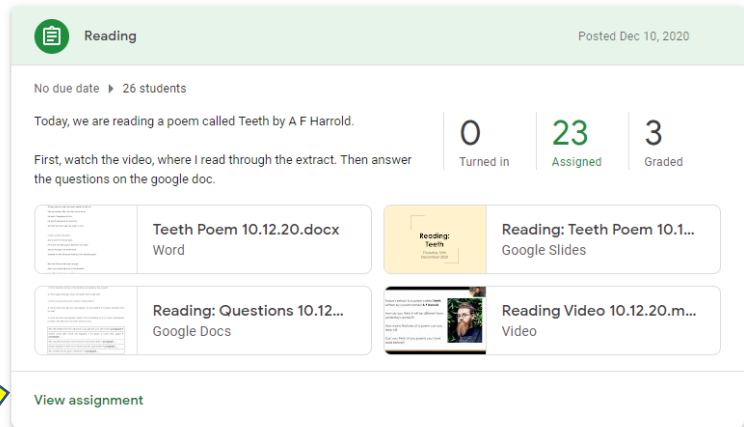 Reading
Posted Dec 10, 2020
No due date 26 students
Today, we are reading a poem called Teeth by A F Harrold.
First, watch the video, where I read through the extract. Then answer
the questions on the google doc.
0
Turned in
23
Assigned
3
Graded
Teeth Poem 10.12.20.docx
Word
Reading:
Teeth
Reading: Teeth Poem 10.1...
Google Slides
Reading: Questions 10.12...
Google Docs
Reading Video 10.12.20.m...
Video
View assignment